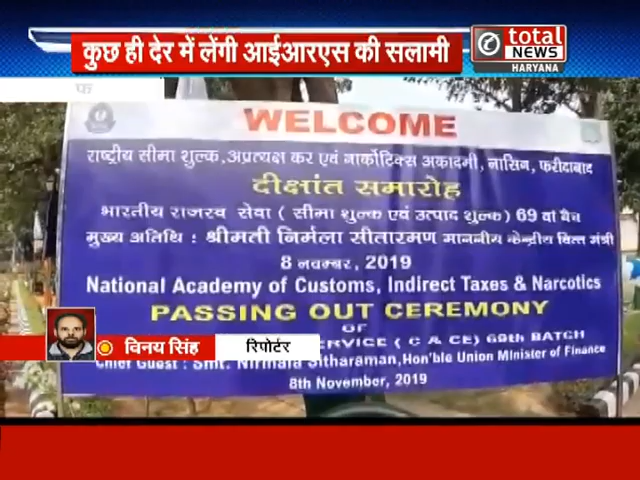 कुछ ही देर में लेंगी आईआरएस की सलामी
total
NEWS
HARYANA
WELCOME
राष्ट्रीय सीमा शुल्क, अप्रत्यक्ष कर एवं नार्कोटिक्स अकादमी, नासिन, फरीदाबाद
दीक्षांत समारोह
भारतीय राजस्व सेवा ( सीमा शुल्क एवं उत्पाद शुल्क ) 69 वां बैच
मुख्य अतिथि : श्रीमती निर्मला सीतारमण माननीय केन्द्रीय वित्त मंत्री
8 नवम्बर, 2019
National Academy of Customs, Indirect Taxes & Narcotics
PASSING OUT CEREMONY
OF
SERVICE ( C & CE) 69th BATCH
Chief Guest : Smt. Nirmala Sitharaman, Hon'ble Union Minister of Finance
8th November, 2019
विनय सिंह
रिपोर्टर